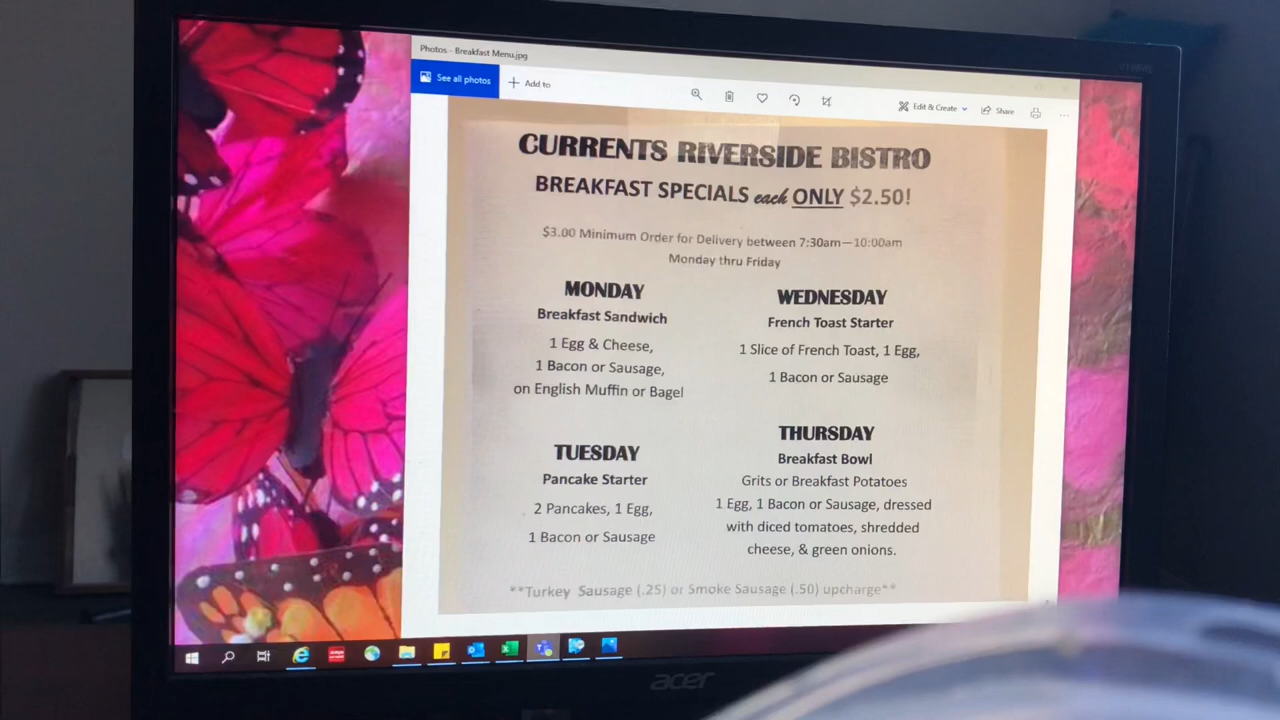 Photos - Breakfast Menu.jpg
See all photos
Add to
Edit & Create
Share
CURRENTS RIVERSIDE BISTRO
BREAKFAST SPECIALS each ONLY $2.50!
$3.00 Minimum Order for Delivery between 7:30am—10:00am
Monday thru Friday
MONDAY
Breakfast Sandwich
1 Egg & Cheese,
1 Bacon or Sausage,
on English Muffin or Bagel
TUESDAY
Pancake Starter
2 Pancakes, 1 Egg,
1 Bacon or Sausage
WEDNESDAY
French Toast Starter
1 Slice of French Toast, 1 Egg,
1 Bacon or Sausage
THURSDAY
Breakfast Bowl
Grits or Breakfast Potatoes
1 Egg, 1 Bacon or Sausage, dressed
with diced tomatoes, shredded
cheese, & green onions.
**Turkey Sausage (.25) or Smoke Sausage (.50) upcharge**
acer